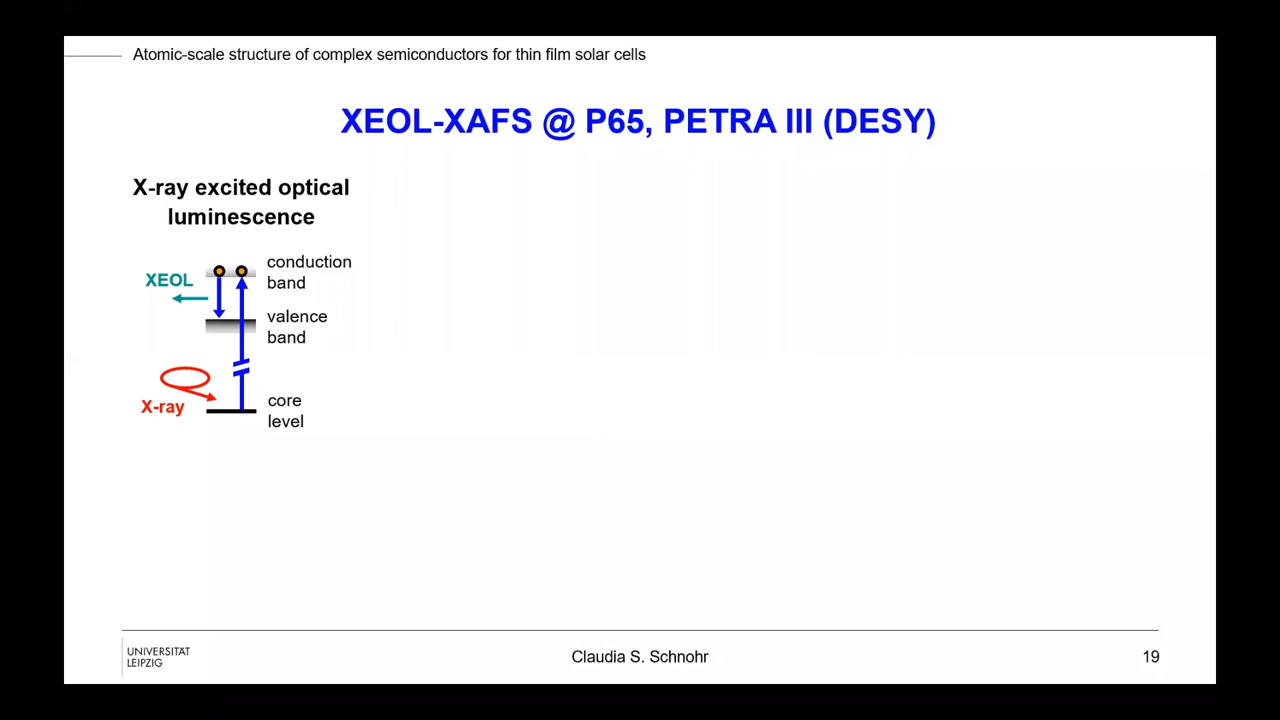 Atomic-scale structure of complex semiconductors for thin film solar cells
XEOL-XAFS @ P65, PETRA III (DESY)
X-ray excited optical
luminescence
XEOL
conduction
band
valence
band
X-ray
core
level
UNIVERSITÄT
LEIPZIG
Claudia S. Schnohr
19